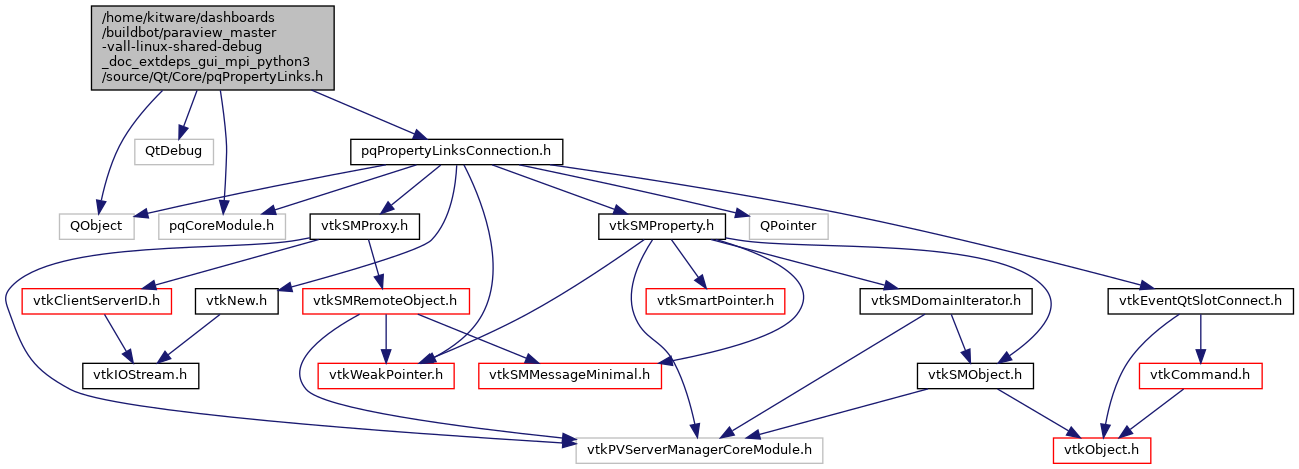 /home/kitware/dashboards
/buildbot/paraview_master
-vall-linux-shared-debug
_doc_extdeps_gui_mpi_python3
/source/Qt/Core/pqPropertyLinks.h
QtDebug
pqPropertyLinksConnection.h
QObject
pqCoreModule.h
vtkSMProxy.h
vtkSMProperty.h
QPointer
vtkClientServerID.h
vtkNew.h
vtkSMRemoteObject.h
vtkSmartPointer.h
vtkSMDomainIterator.h
vtkEventQtSlotConnect.h
vtkIOStream.h
vtkWeakPointer.h
vtkSMMessageMinimal.h
vtkSMObject.h
vtkCommand.h
vtkPVServerManagerCoreModule.h
vtkObject.h